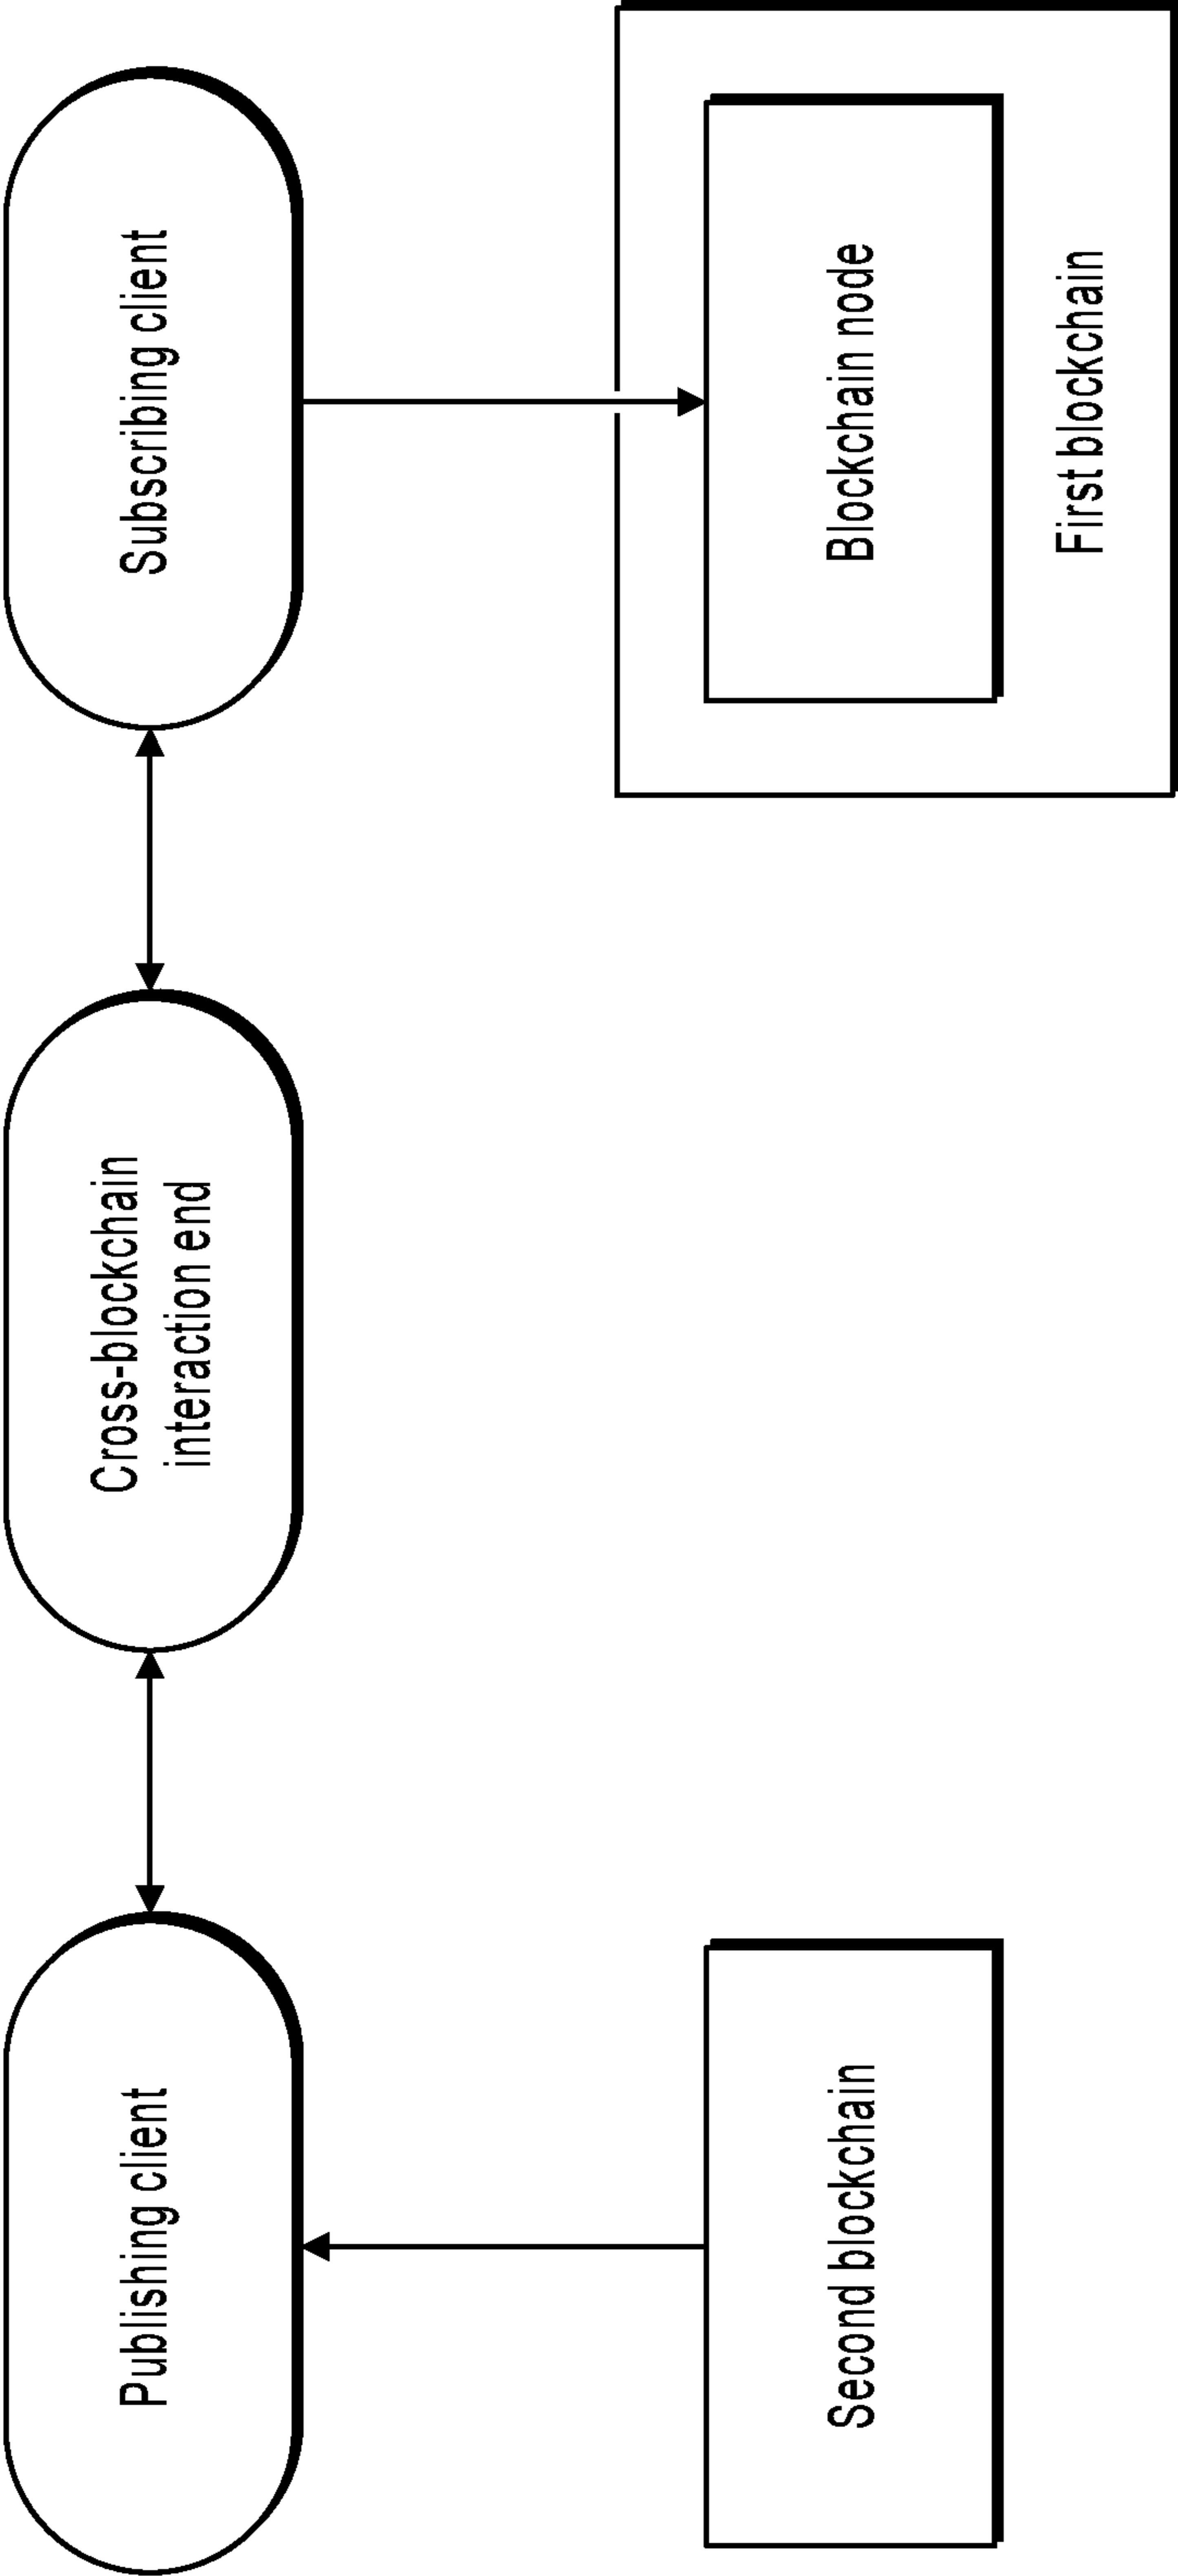 Publishing client
Cross-blockchain
interaction end
Subscribing client
Second blockchain
Blockchain node
First blockchain